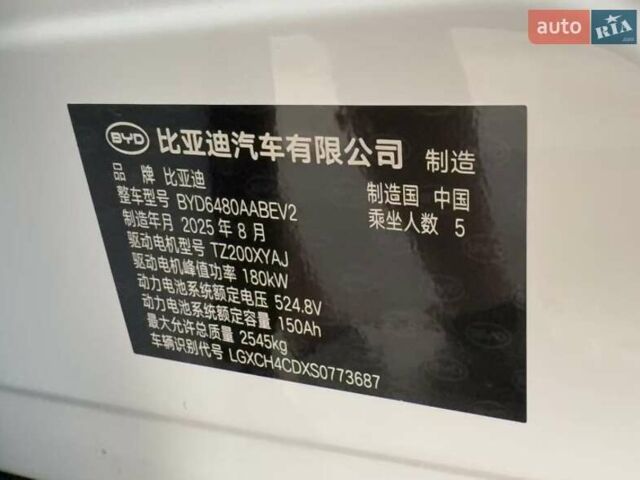 auto RIA .com
BYD 比亚迪汽车有限公司 制造
品 牌 比亚迪
制造国 中国
整车型号 BYD6480AABEV2
乘坐人数 5
制造年月 2025 年 8 月
驱动电机型号 TZ200XYAJ
驱动电机峰值功率 180kW
动力电池系统额定电压 524.8V
动力电池系统额定容量 150Ah
最大允许总质量 2545kg
车辆识别代号 LGXCH4CDXS0773687